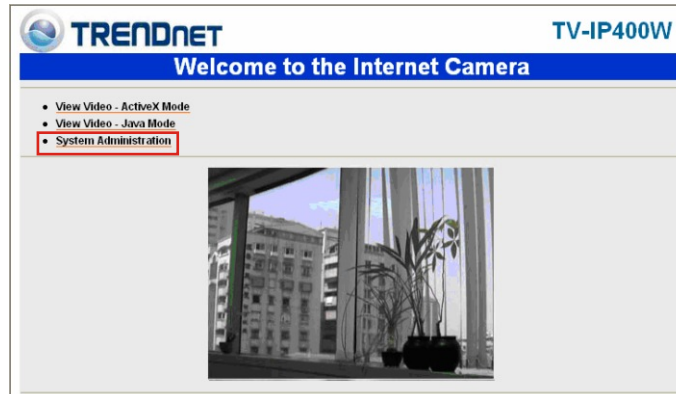 TRENDNET
TV-IP400W
Welcome to the Internet Camera
View Video - ActiveX Mode
View Video - Java Mode
System Administration